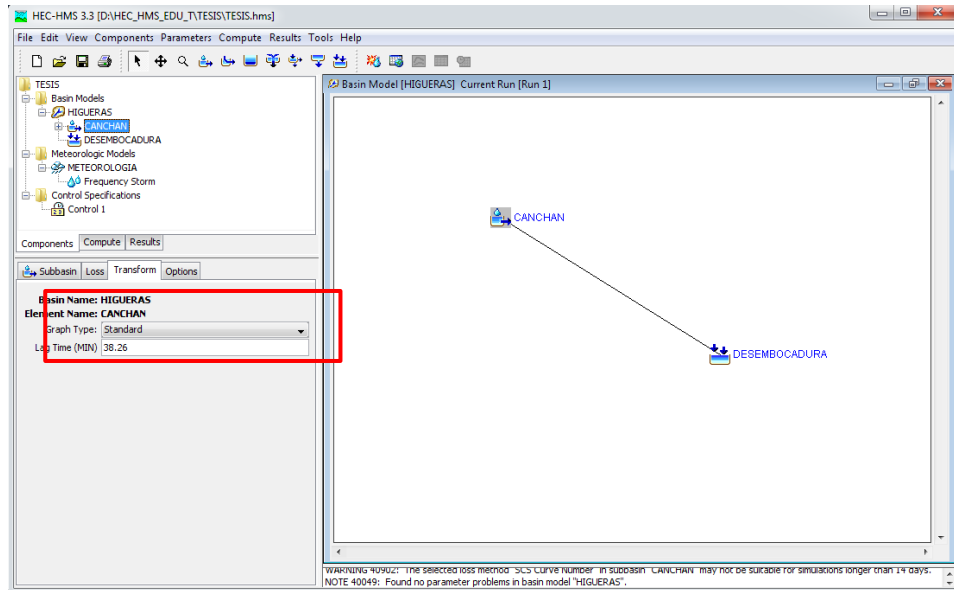 HEC-HMS 3.3 [D:\HEC_HMS_EDU_T\TESIS\TESIS.hms]
File Edit View Components Parameters Compute Results Tools Help
TESIS
Basin Models
HIGUERAS
CANCHAN
DESEMBOCADURA
Meteorologic Models
METEOROLOGIA
Frequency Storm
Control Specifications
Control 1
Components Compute Results
Subbasin Loss Transform Options
Basin Name: HIGUERAS
Element Name: CANCHAN
Graph Type: Standard
Lag Time (MIN) 38.26
Basin Model [HIGUERAS] Current Run [Run 1]
CANCHAN
DESEMBOCADURA
WARNING 40902: The selected loss method "SCS Curve Number" in subbasin "CANCHAN" may not be suitable for simulations longer than 14 days.
NOTE 40049: Found no parameter problems in basin model "HIGUERAS".